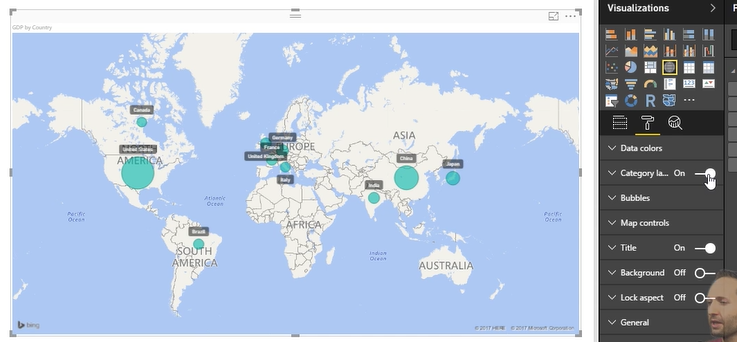 Visualizations
GDP by Country
Canada
Germany
ASIA
United States
France
EUROPE
AMERICA
United Kingdom
China
Japan
Italy
India
Pacific
Ocean
Atlantic
Ocean
Pacific
Ocean
AFRICA
Brazil
SOUTH
AMERICA
Indian
Ocean
AUSTRALIA
bing
© 2017 HERE © 2017 Microsoft Corporation
R
Data colors
Category la... On
Bubbles
Map controls
Title On
Background Off
Lock aspect Off
General